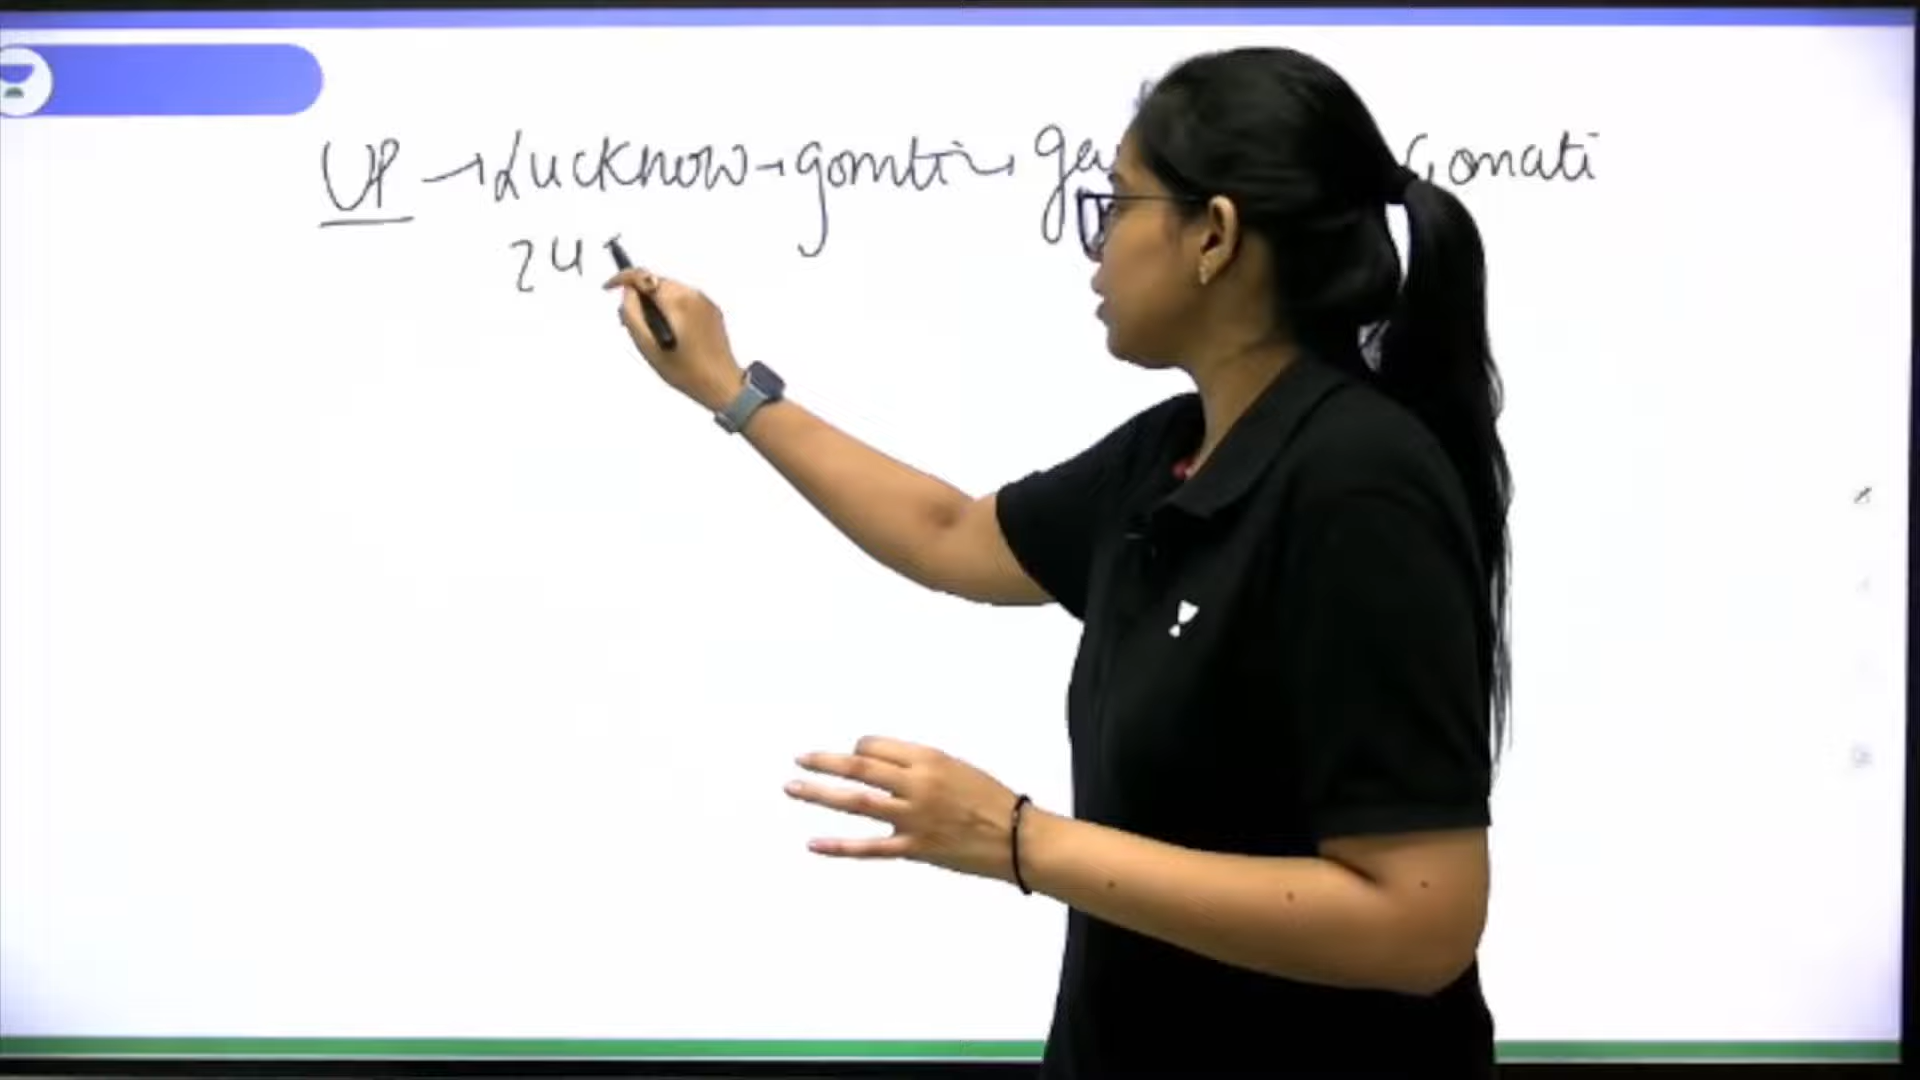 UP → Lucknow → gomti → Gomati
24